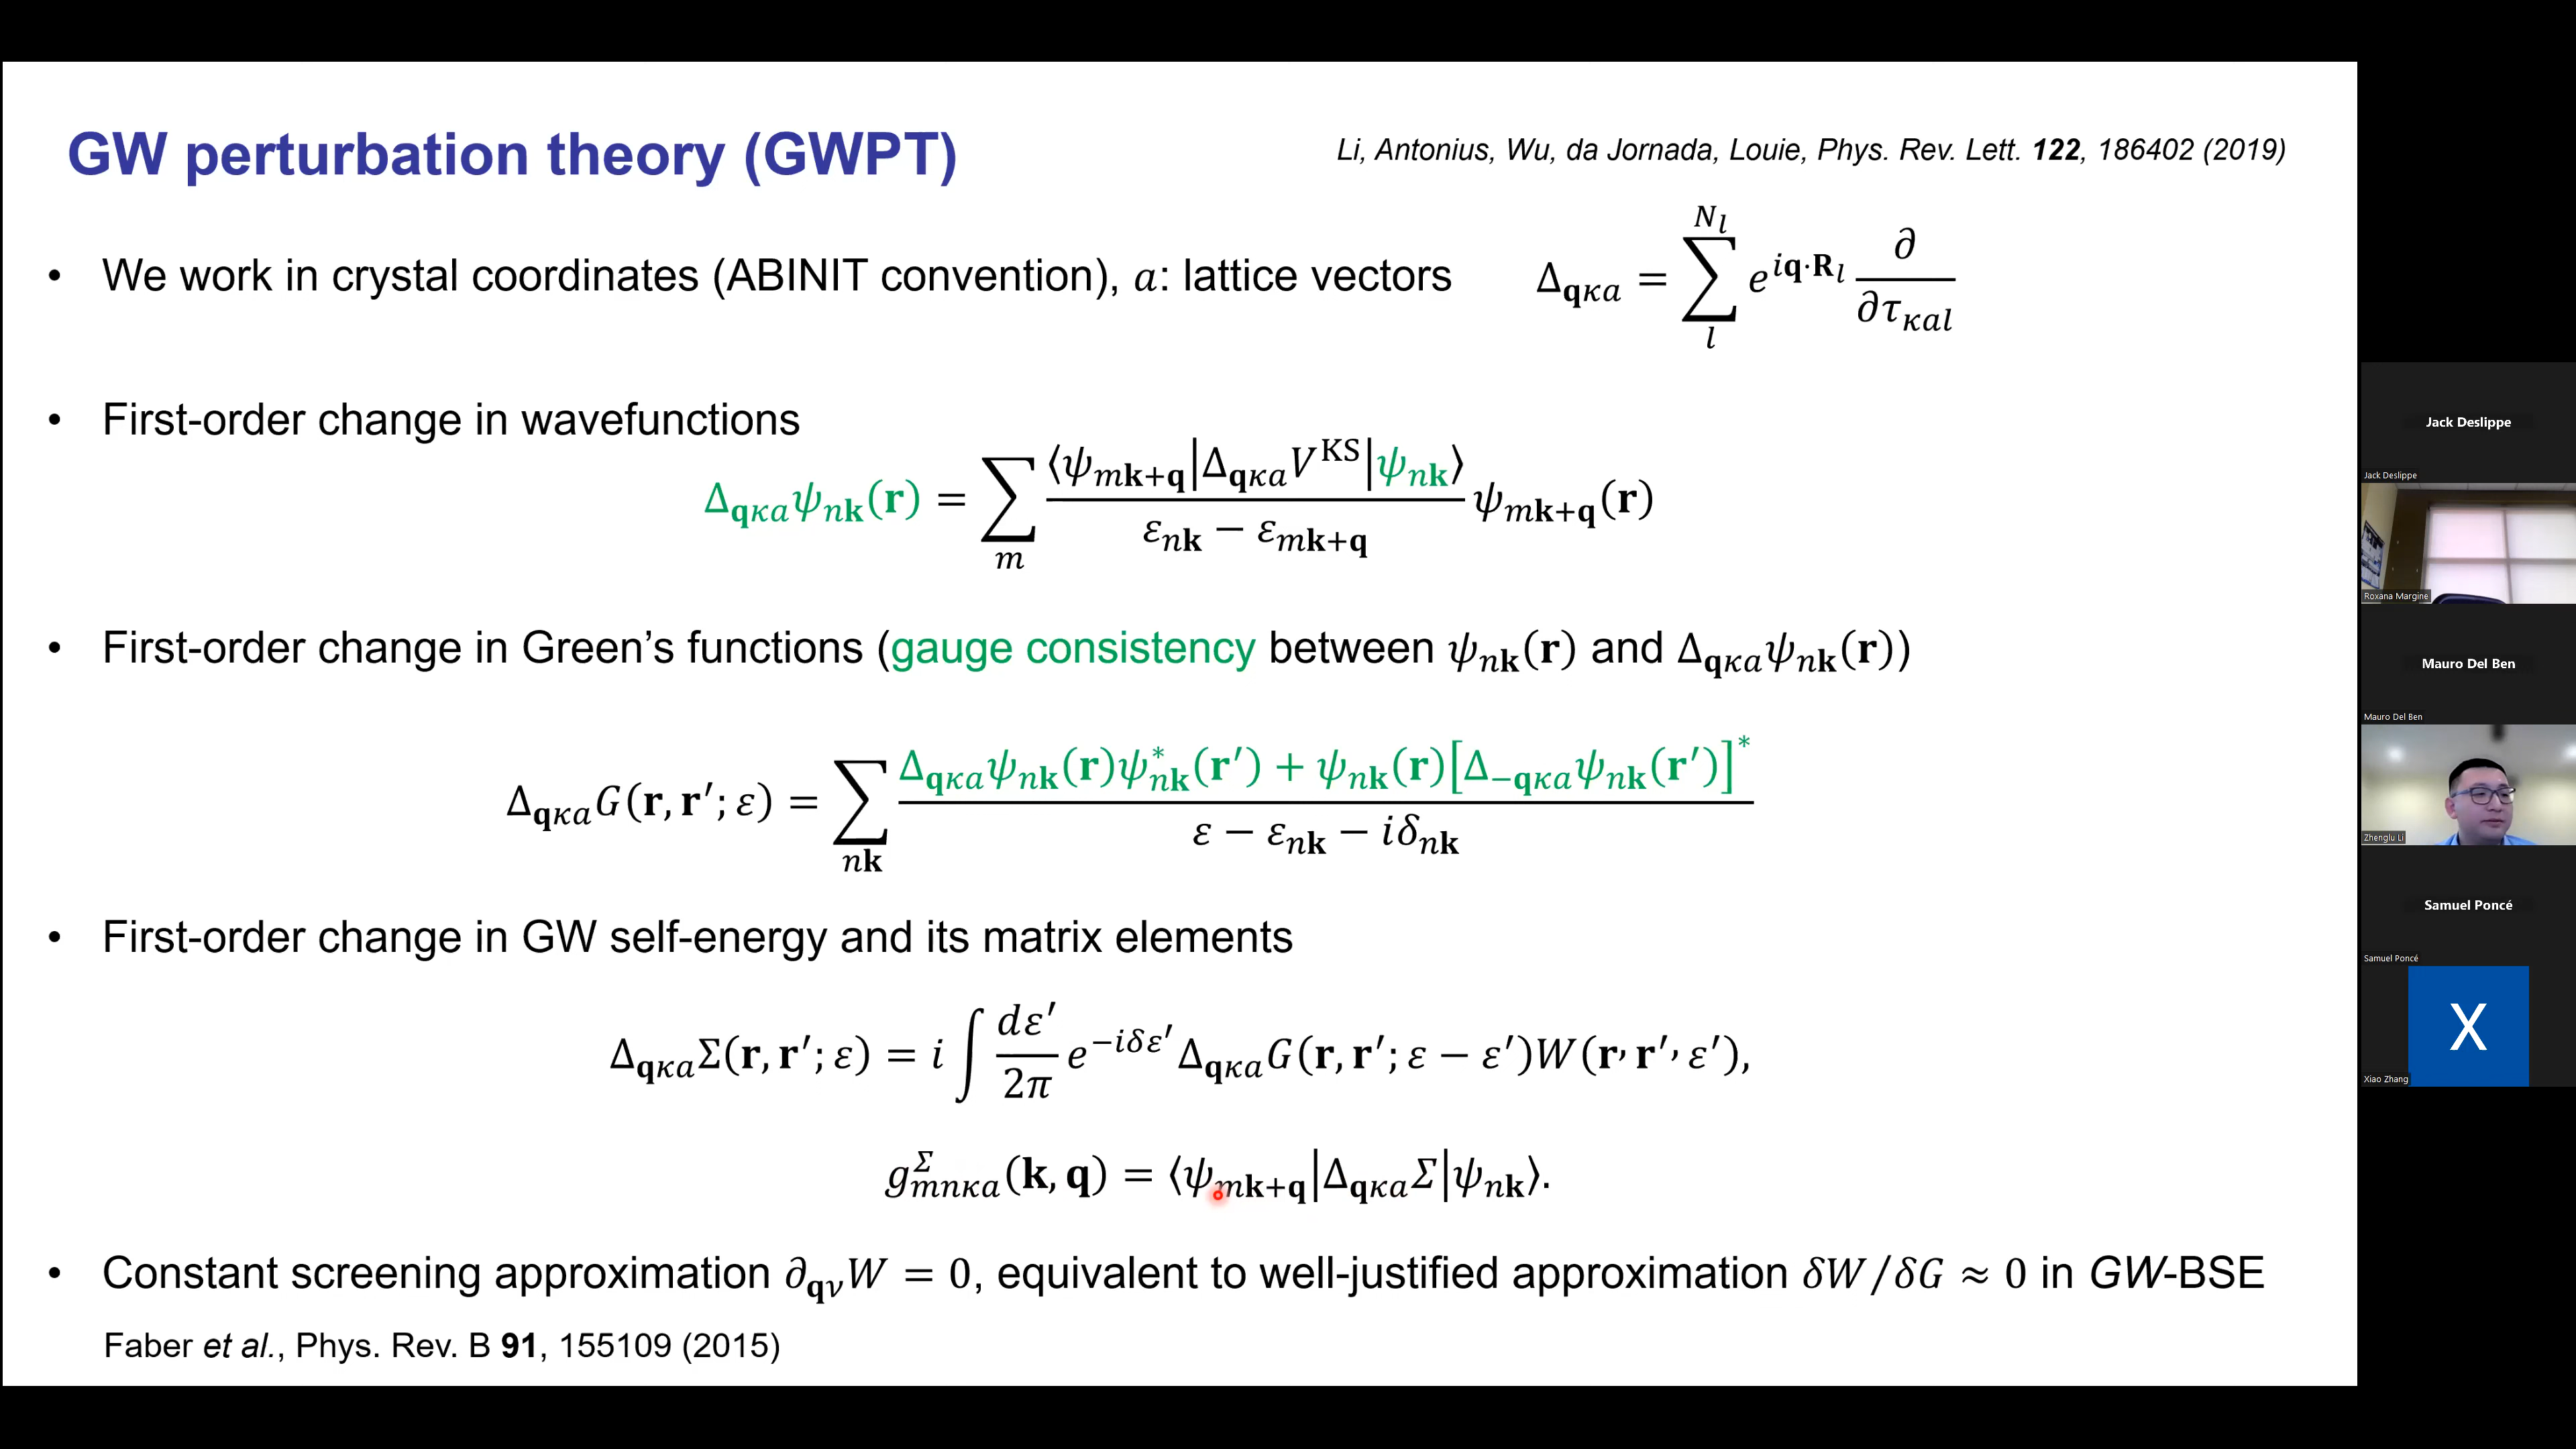 GW perturbation theory (GWPT)
Li, Antonius, Wu, da Jornada, Louie, Phys. Rev. Lett. 122, 186402 (2019)
• We work in crystal coordinates (ABINIT convention), a: lattice vectors
Δ_{qκa} = ∑_{l}^{N_l} e^{iq·R_l} ∂/∂τ_{κal}
• First-order change in wavefunctions
Δ_{qκa}ψ_{nk}(r) = ∑_m ⟨ψ_{mk+q}|Δ_{qκa}V^{KS}|ψ_{nk}⟩ / (ε_{nk} − ε_{mk+q}) ψ_{mk+q}(r)
• First-order change in Green’s functions (gauge consistency between ψ_{nk}(r) and Δ_{qκa}ψ_{nk}(r))
Δ_{qκa}G(r, r′; ε) = ∑_{nk} (Δ_{qκa}ψ_{nk}(r)ψ*_{nk}(r′) + ψ_{nk}(r)[Δ_{−qκa}ψ_{nk}(r′)]*) / (ε − ε_{nk} − iδ_{nk})
• First-order change in GW self-energy and its matrix elements
Δ_{qκa}Σ(r, r′; ε) = i ∫ dε′/2π e^{−iδε′} Δ_{qκa}G(r, r′; ε − ε′)W(r, r′, ε′),
g^Σ_{mnκa}(k, q) = ⟨ψ_{mk+q}|Δ_{qκa}Σ|ψ_{nk}⟩.
• Constant screening approximation ∂_{qν}W = 0, equivalent to well-justified approximation δW/δG ≈ 0 in GW-BSE
Faber et al., Phys. Rev. B 91, 155109 (2015)
Jack Deslippe
Jack Deslippe
Roxana Margine
Mauro Del Ben
Mauro Del Ben
Zhenglu Li
Samuel Poncé
Samuel Poncé
X
Xiao Zhang